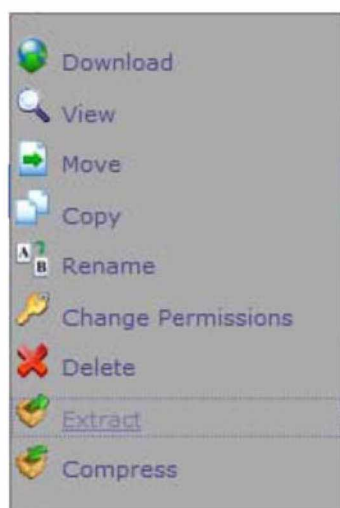 Download
View
Move
Copy
A
B
Rename
Change Permissions
Delete
Extract
Compress